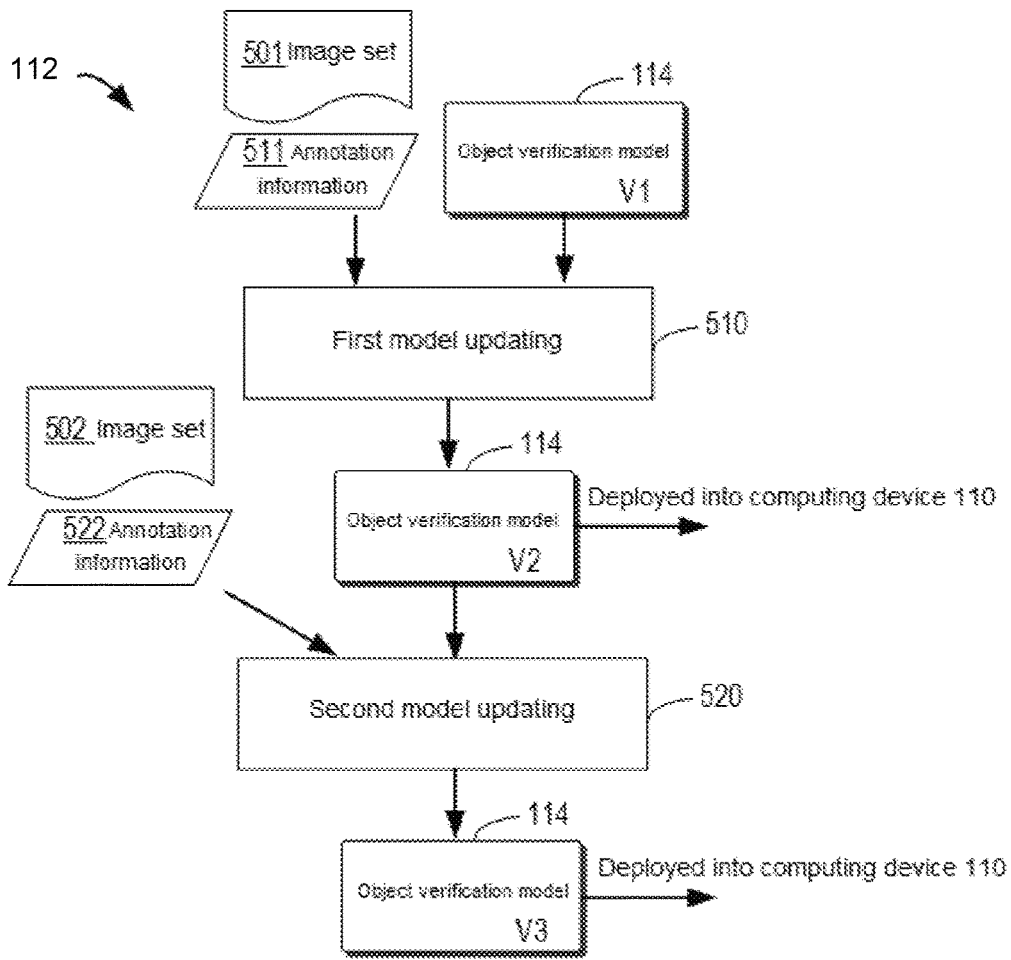 112
501 Image set
114
511 Annotation
information
Object verification model
V1
First model updating
510
502 Image set
114
522 Annotation
information
Object verification model
V2
Deployed into computing device 110
Second model updating
520
114
Object verification model
V3
Deployed into computing device 110